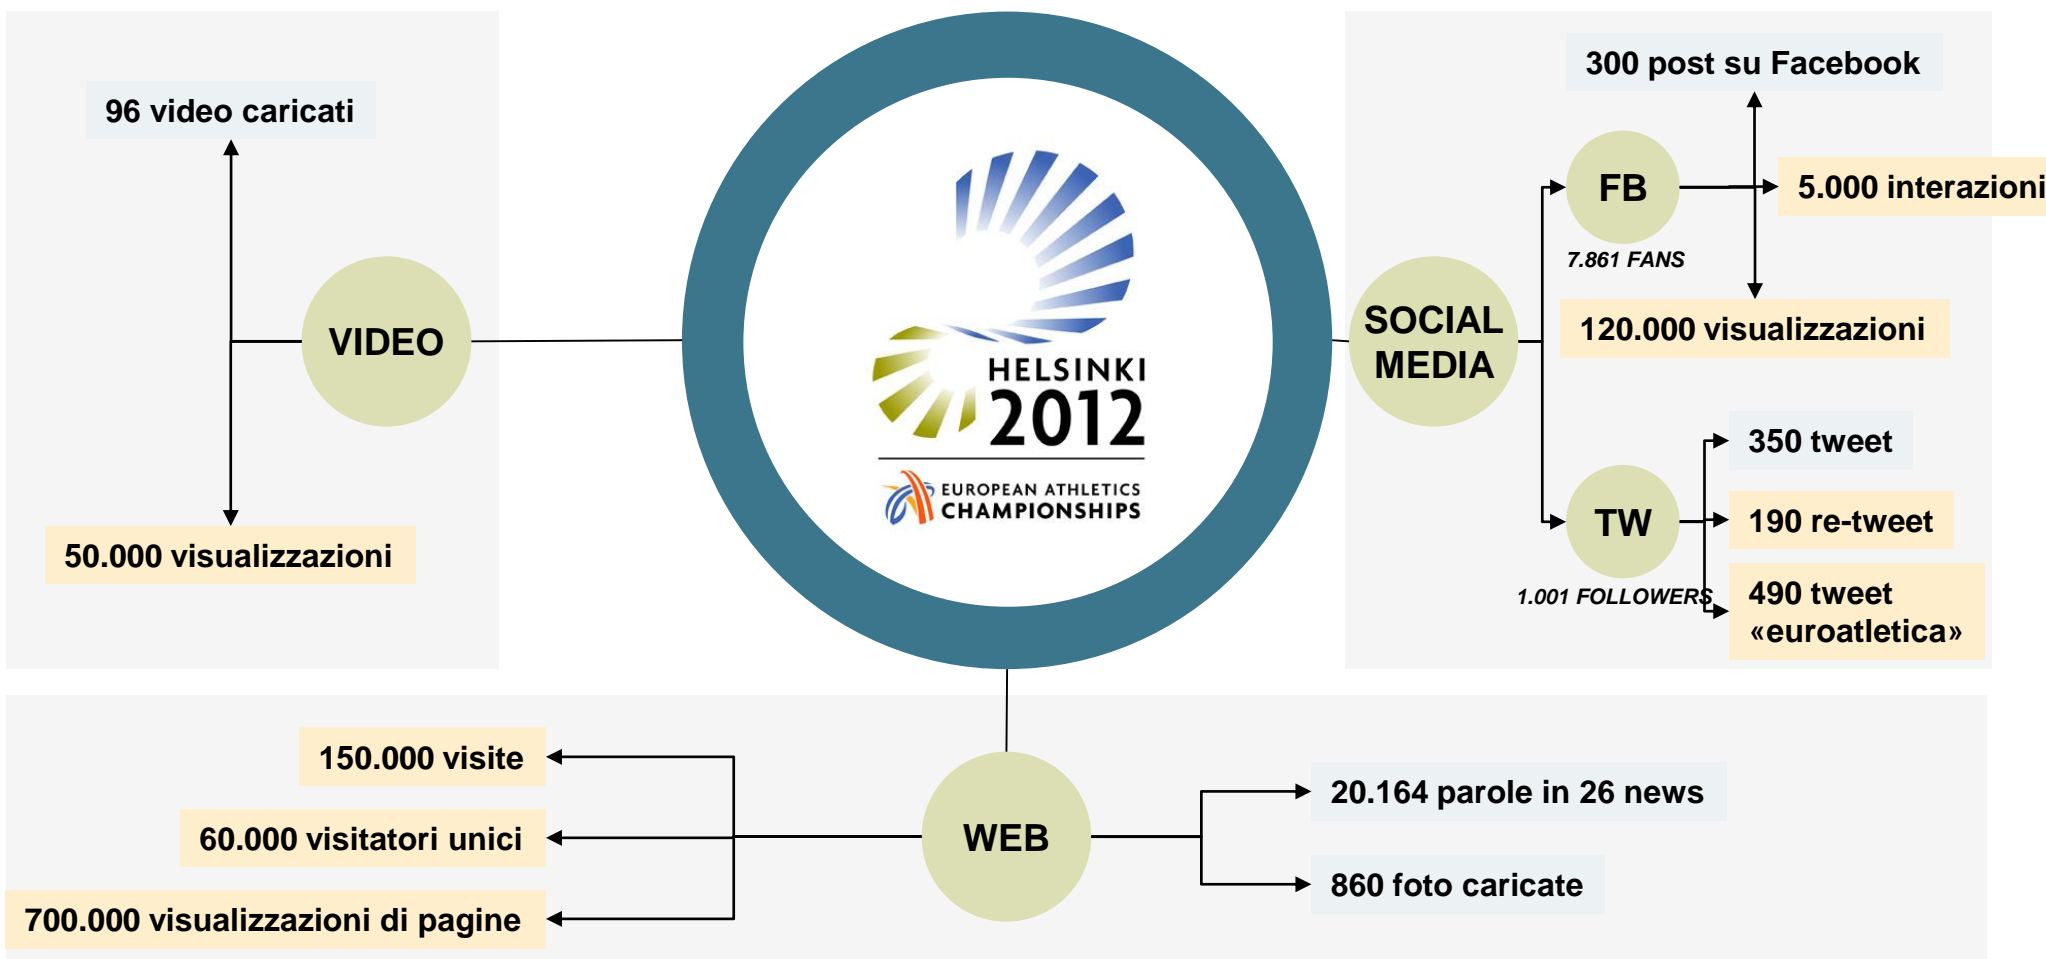 96 video caricati
VIDEO
50.000 visualizzazioni
HELSINKI
2012
EUROPEAN ATHLETICS
CHAMPIONSHIPS
SOCIAL
MEDIA
300 post su Facebook
FB
5.000 interazioni
7.861 FANS
120.000 visualizzazioni
350 tweet
TW
190 re-tweet
1.001 FOLLOWERS
490 tweet
«euroatletica»
150.000 visite
60.000 visitatori unici
700.000 visualizzazioni di pagine
WEB
20.164 parole in 26 news
860 foto caricate